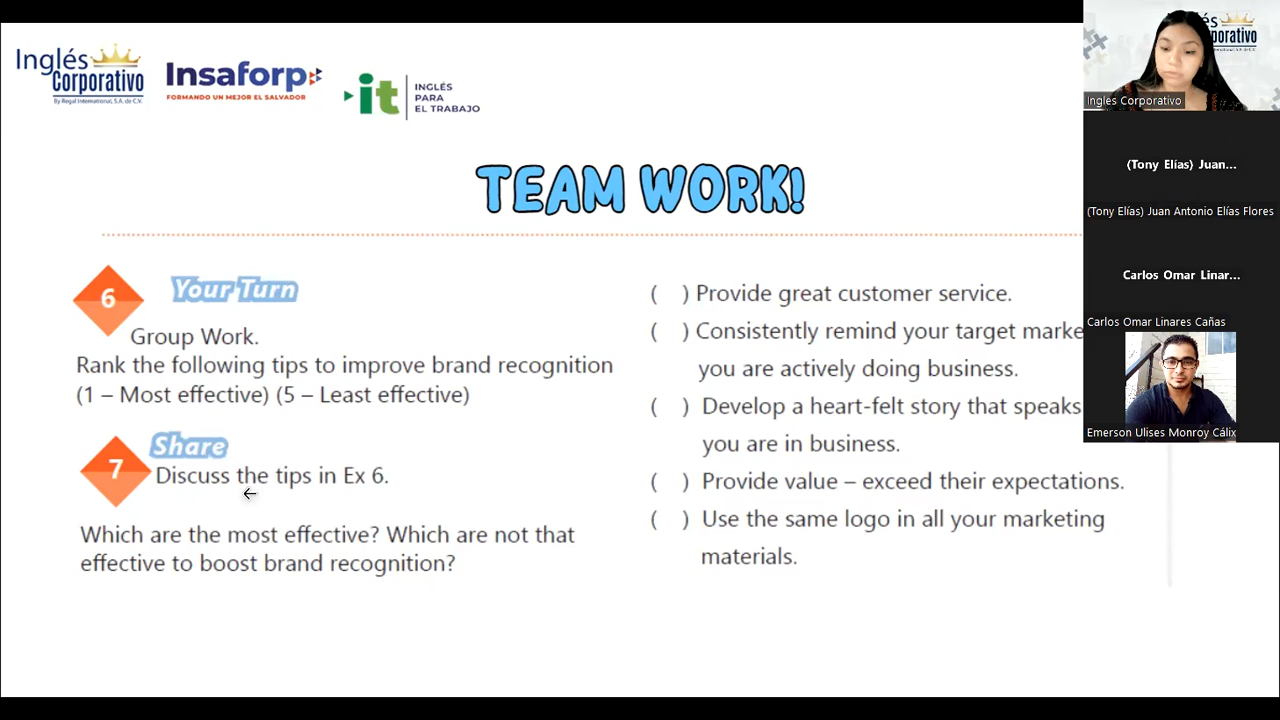 Inglés
Corporativo
By Regal International, S.A. de C.V.
Insaforp
FORMANDO UN MEJOR EL SALVADOR
it
INGLÉS
PARA
EL TRABAJO
TEAM WORK!
6
Your Turn
Group Work.
Rank the following tips to improve brand recognition
(1 – Most effective) (5 – Least effective)
7
Share
Discuss the tips in Ex 6.
Which are the most effective? Which are not that
effective to boost brand recognition?
( ) Provide great customer service.
( ) Consistently remind your target marke
you are actively doing business.
( ) Develop a heart-felt story that speaks
you are in business.
( ) Provide value – exceed their expectations.
( ) Use the same logo in all your marketing
materials.
és
porativo
Ingles Corporativo
(Tony Elías) Juan...
(Tony Elías) Juan Antonio Elías Flores
Carlos Omar Linar...
Carlos Omar Linares Cañas
Emerson Ulises Monroy Cálix